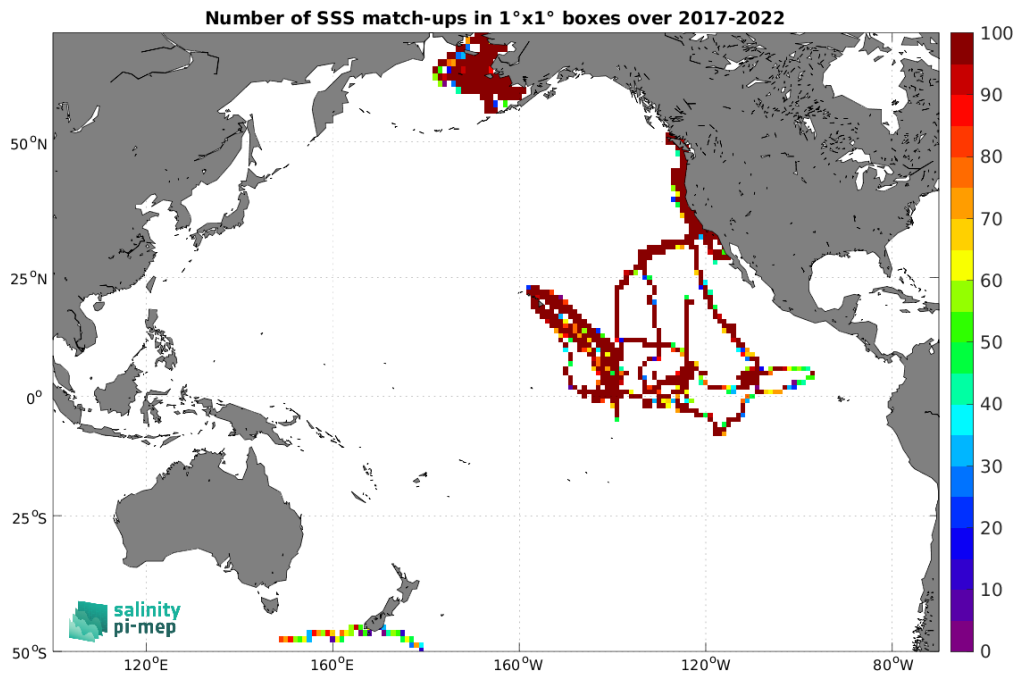 Number of SSS match-ups in 1°x1° boxes over 2017-2022
100
90
80
70
60
50
40
30
20
10
0
50°N
25°N
0°
25°S
50°S
120°E
160°E
160°W
120°W
80°W
salinity
pi-mep